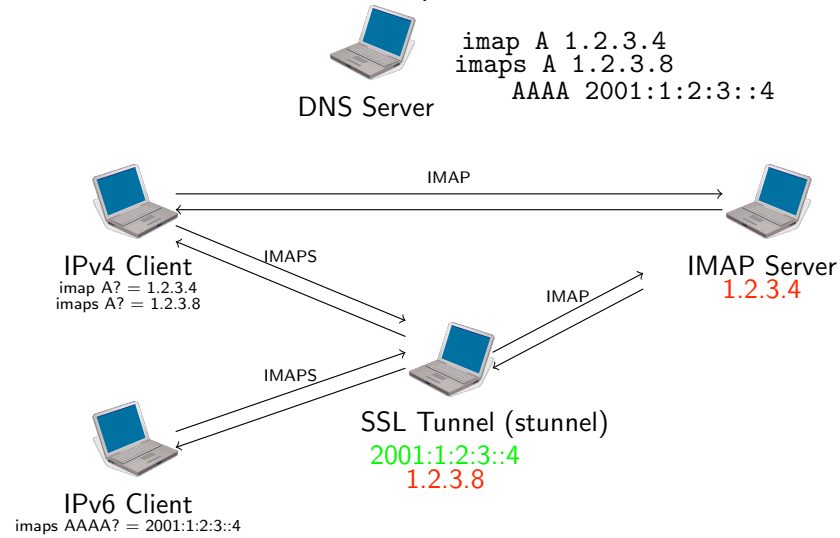 imap A 1.2.3.4
imaps A 1.2.3.8
AAAA 2001:1:2:3::4
DNS Server
IMAP
IPv4 Client
imap A? = 1.2.3.4
imaps A? = 1.2.3.8
IMAPS
IMAP Server
1.2.3.4
IMAP
IMAPS
SSL Tunnel (stunnel)
2001:1:2:3::4
1.2.3.8
IPv6 Client
imaps AAAA? = 2001:1:2:3::4